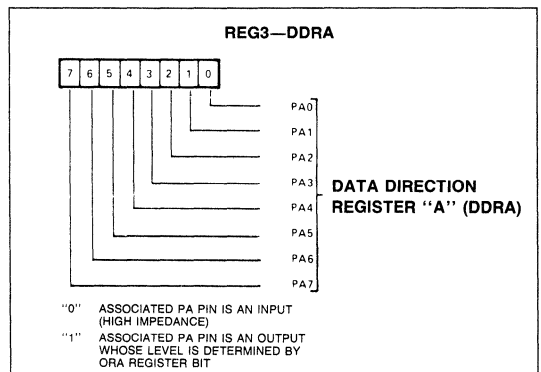 REG3—DDRA
7 6 5 4 3 2 1 0
PA0
PA1
PA2
PA3
PA4
PA5
PA6
PA7
DATA DIRECTION
REGISTER “A” (DDRA)
"0" ASSOCIATED PA PIN IS AN INPUT
(HIGH IMPEDANCE)
"1" ASSOCIATED PA PIN IS AN OUTPUT
WHOSE LEVEL IS DETERMINED BY
ORA REGISTER BIT